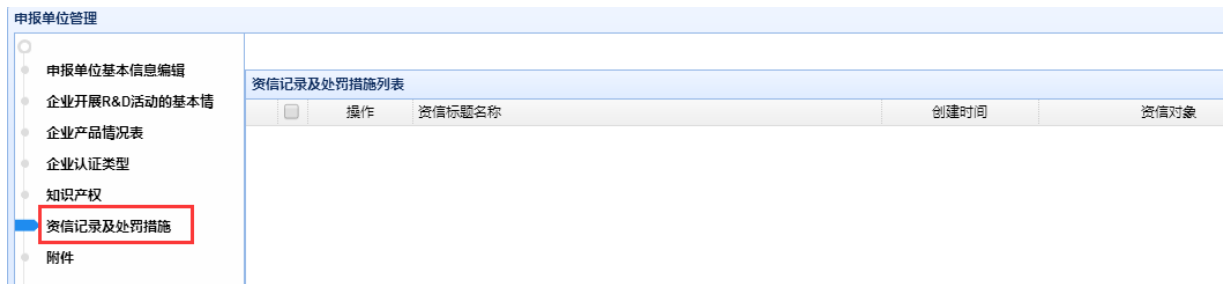 申报单位管理
申报单位基本信息编辑
企业开展R&D活动的基本情
企业产品情况表
企业认证类型
知识产权
资信记录及处罚措施
附件
资信记录及处罚措施列表
操作 资信标题名称 创建时间 资信对象